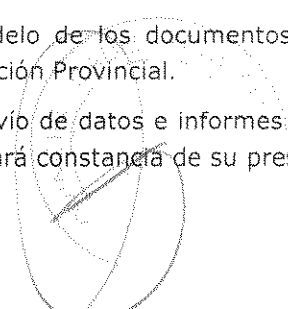 delo de los documentos
ción Provincial.
vío de datos e informes
ará constancia de su pres